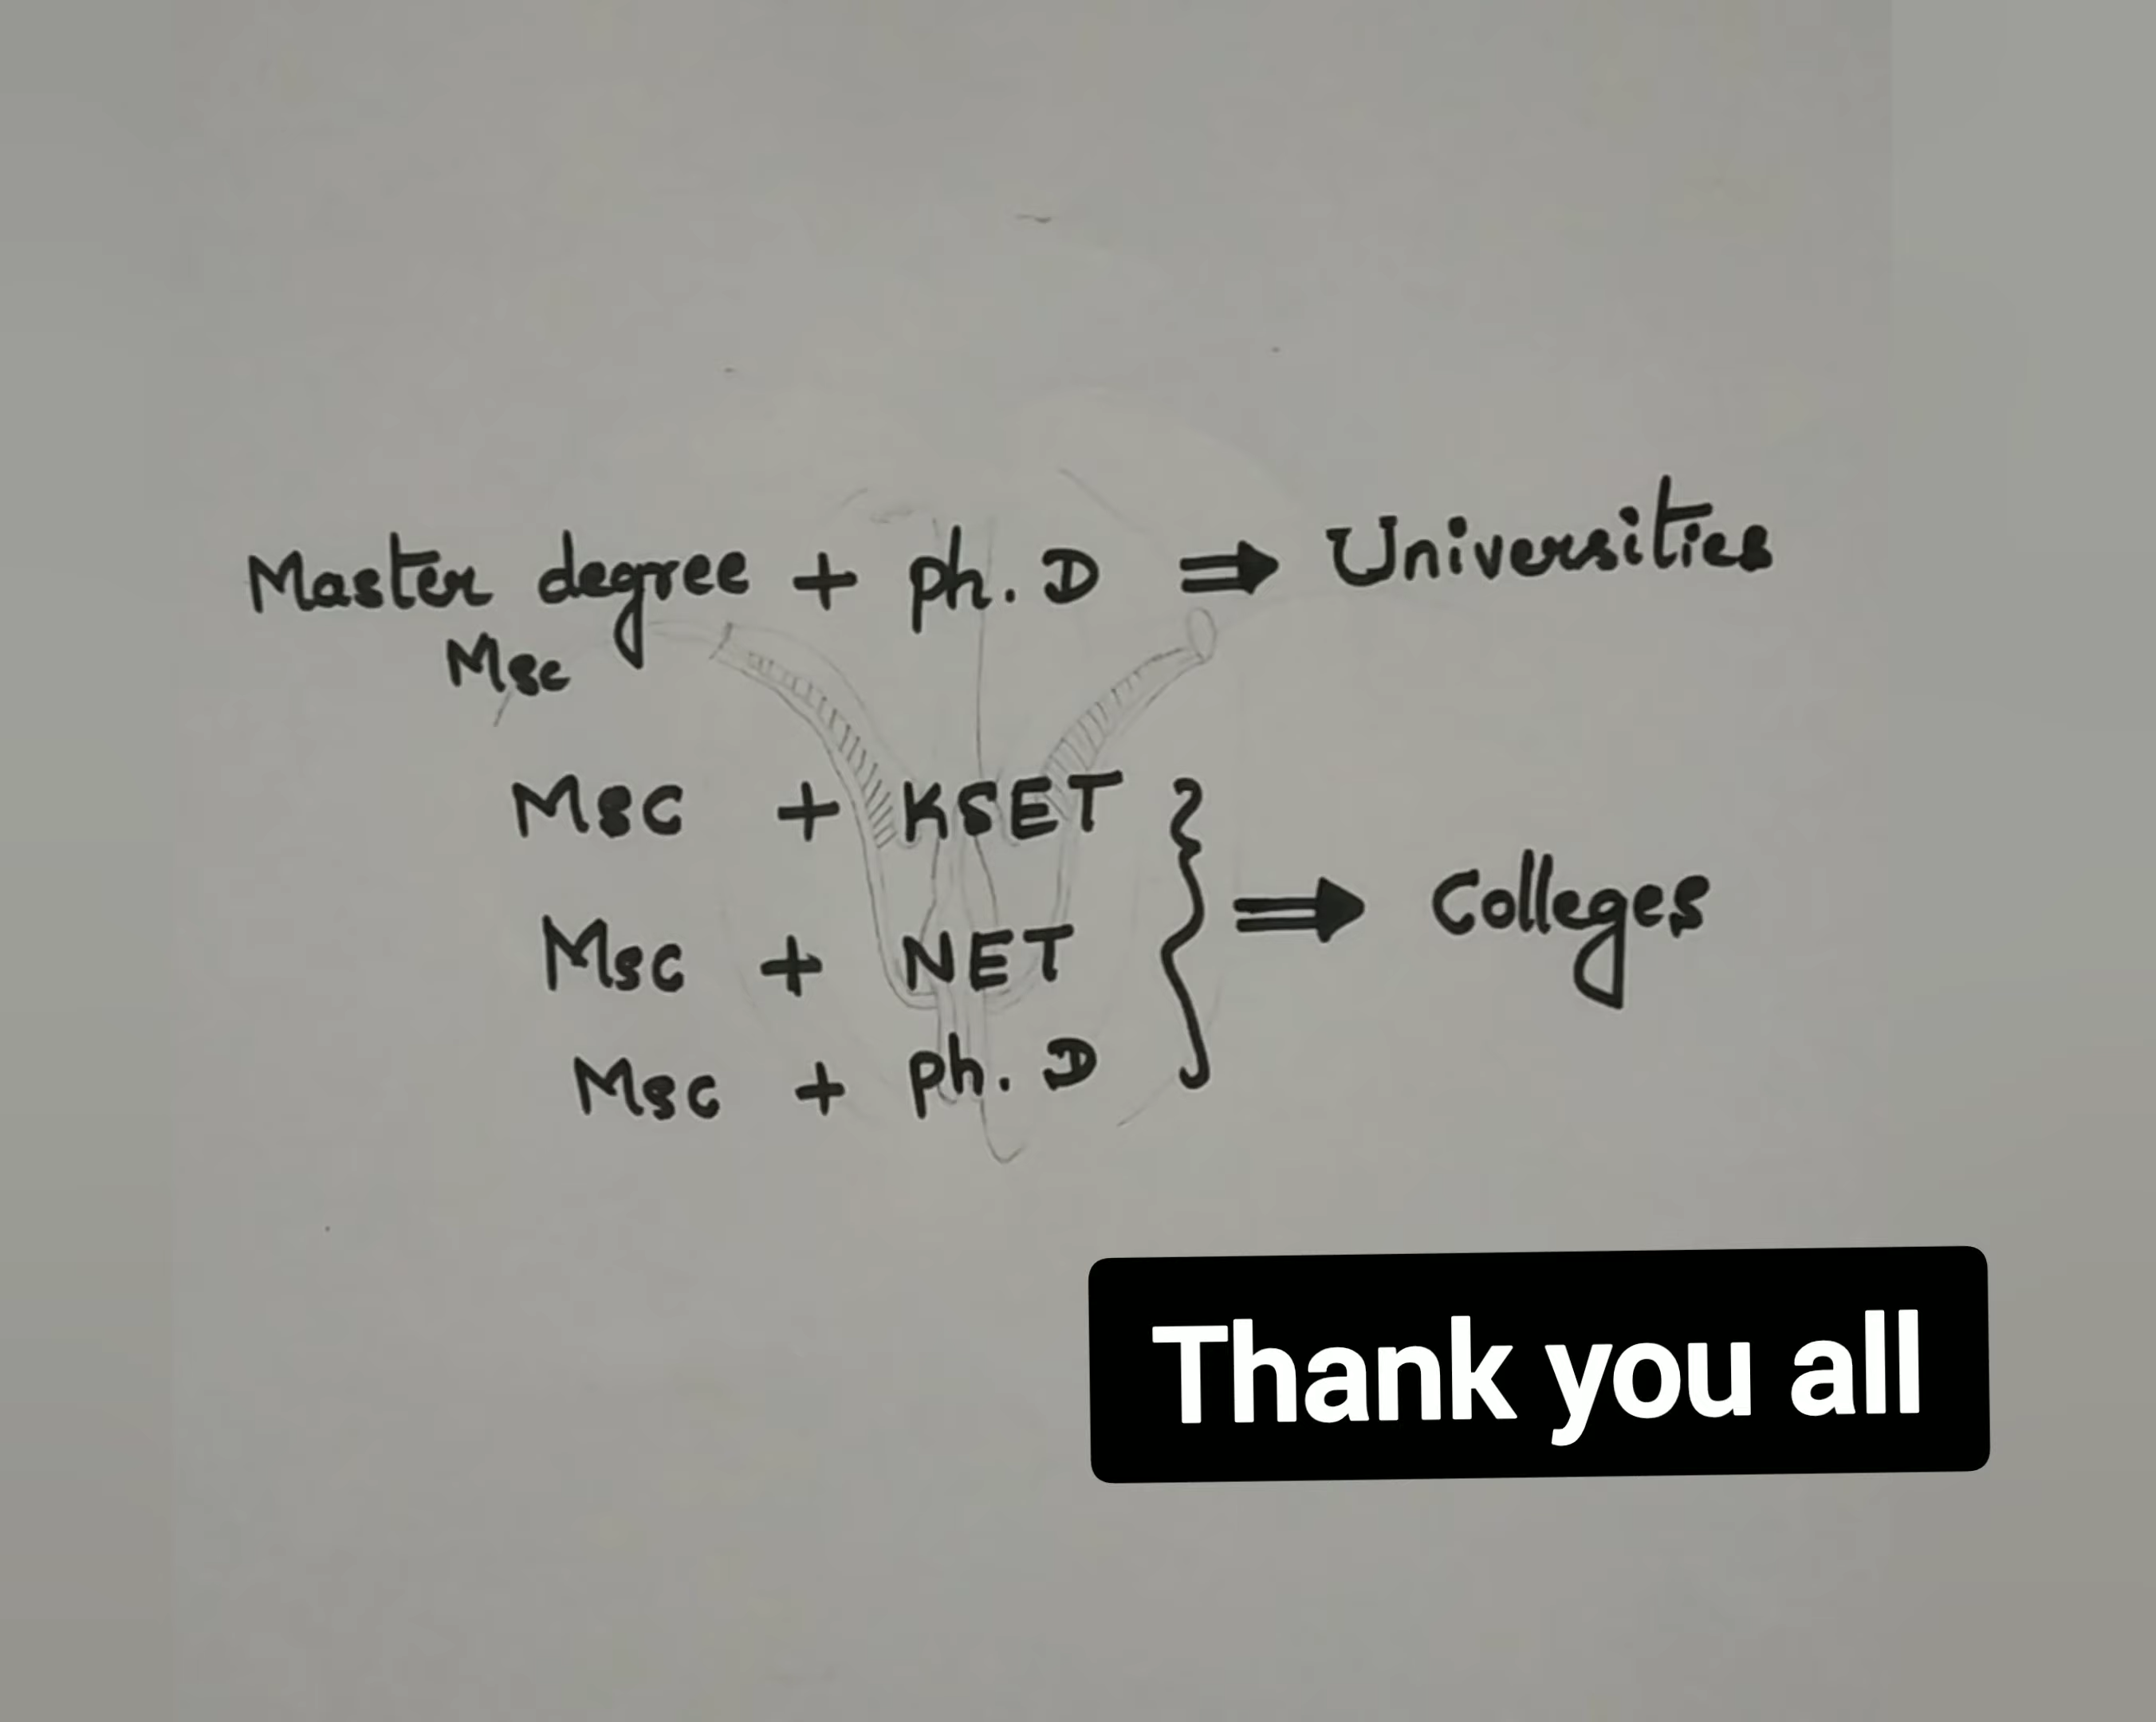 Master degree + ph. D ⇒ Universities
Msc
Msc + KSET
Msc + NET } ⇒ Colleges
Msc + ph. D
Thank you all